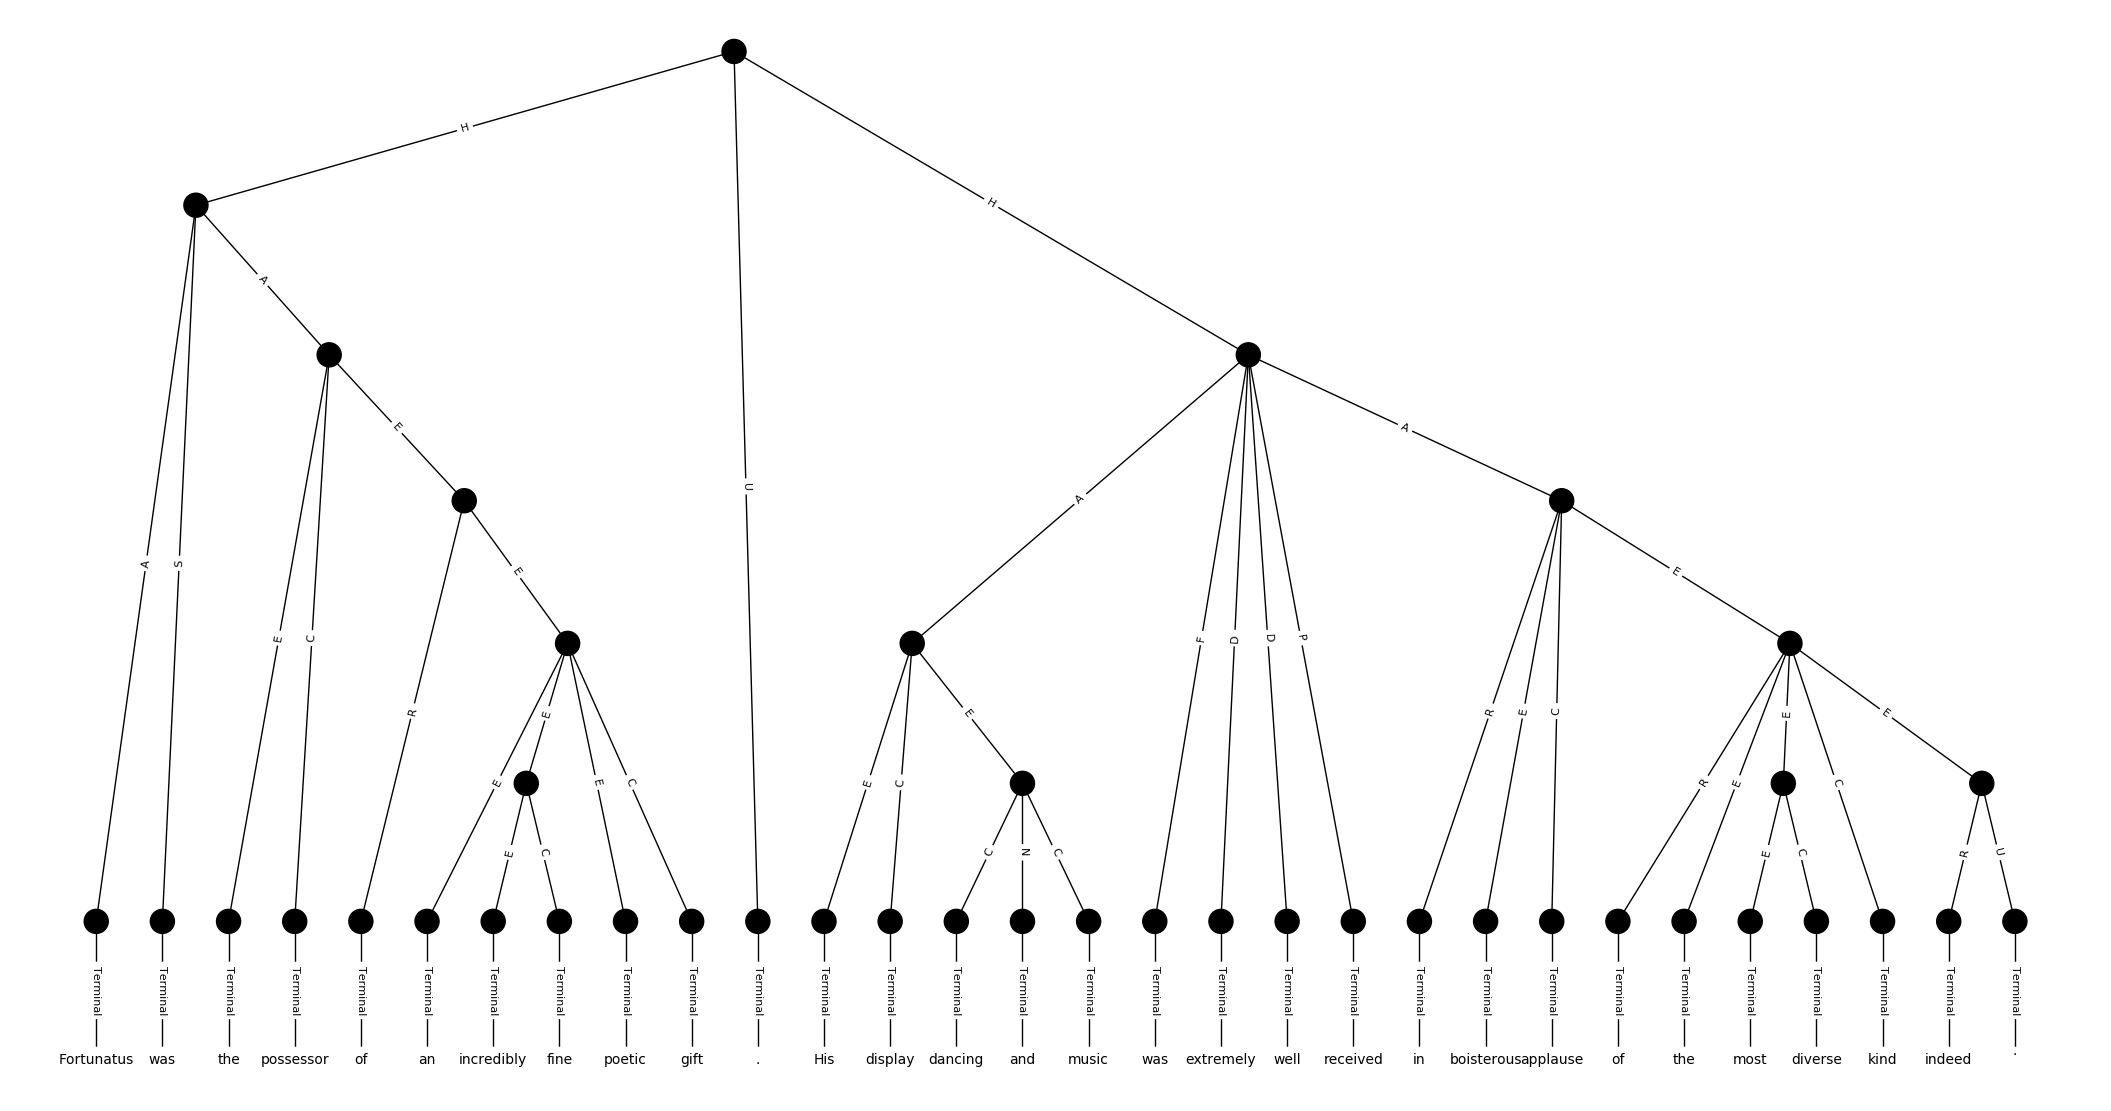 H
H
A
A
S
E
U
A
A
E
C
E
F
D
D
P
R
E
E
E
E
C
E
C
E
R
E
C
E
R
E
E
C
E
E
C
C
N
C
E
C
R
U
Terminal Terminal Terminal Terminal Terminal Terminal Terminal Terminal Terminal Terminal Terminal Terminal Terminal Terminal Terminal Terminal Terminal Terminal Terminal Terminal Terminal Terminal Terminal Terminal Terminal Terminal Terminal Terminal Terminal Terminal
Fortunatus was the possessor of an incredibly fine poetic gift . His display dancing and music was extremely well received in boisterous applause of the most diverse kind indeed .